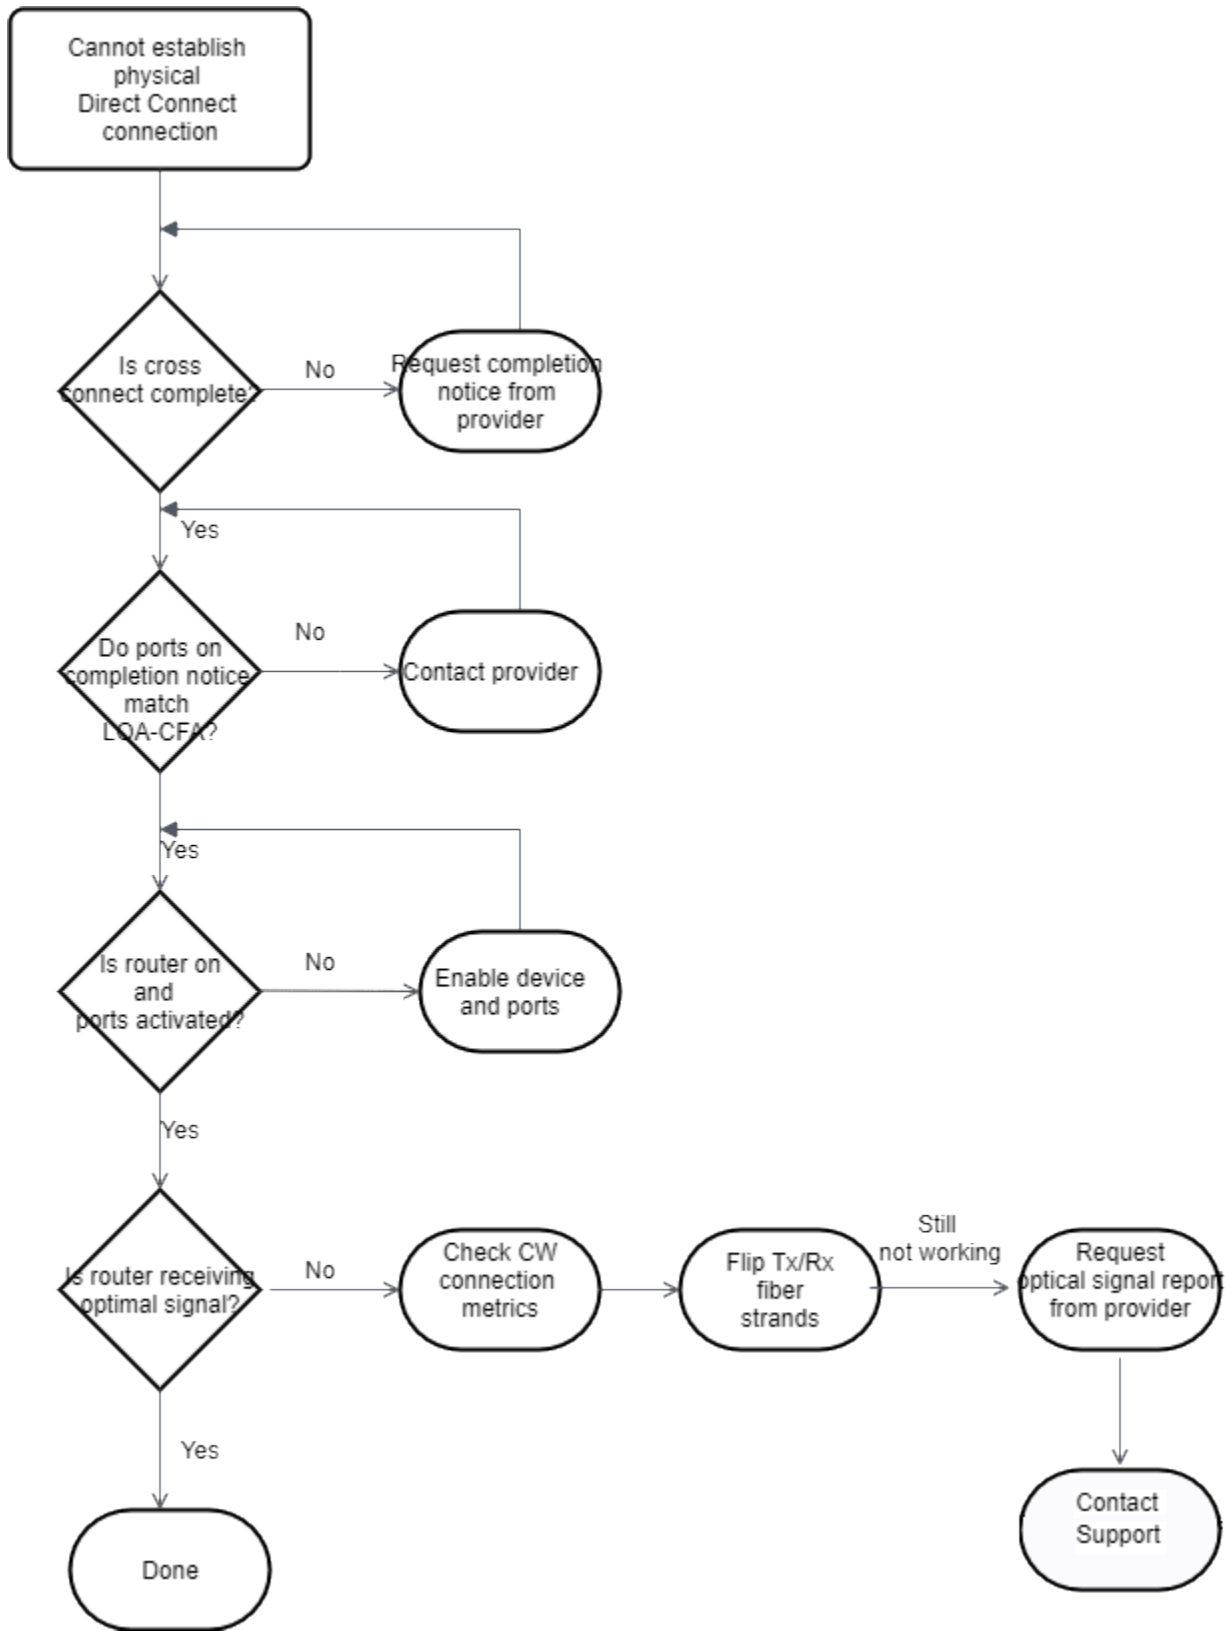 Cannot establish
physical
Direct Connect
connection
Is cross
connect complete?
No
Request completion
notice from
provider
Yes
Do ports on
completion notice
match
LOA-CFA?
No
Contact provider
Yes
Is router on
and
ports activated?
No
Enable device
and ports
Yes
Is router receiving
optimal signal?
No
Check CW
connection
metrics
Flip Tx/Rx
fiber
strands
Still
not working
Request
optical signal report
from provider
Yes
Contact
Support
Done